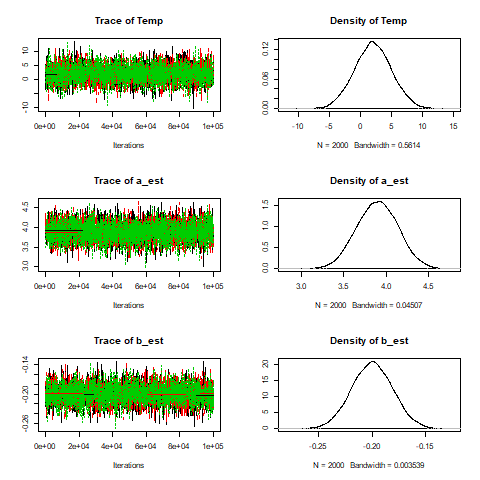 Trace of Temp
10
5
0
-10
0e+00 2e+04 4e+04 6e+04 8e+04 1e+05
Iterations
Density of Temp
0.12
0.06
0.00
-10 -5 0 5 10 15
N = 2000 Bandwidth = 0.5614
Trace of a_est
4.5
4.0
3.5
3.0
0e+00 2e+04 4e+04 6e+04 8e+04 1e+05
Iterations
Density of a_est
1.5
1.0
0.5
0.0
3.0 3.5 4.0 4.5
N = 2000 Bandwidth = 0.04507
Trace of b_est
-0.14
-0.20
-0.26
0e+00 2e+04 4e+04 6e+04 8e+04 1e+05
Iterations
Density of b_est
20
15
10
5
0
-0.25 -0.20 -0.15
N = 2000 Bandwidth = 0.003539